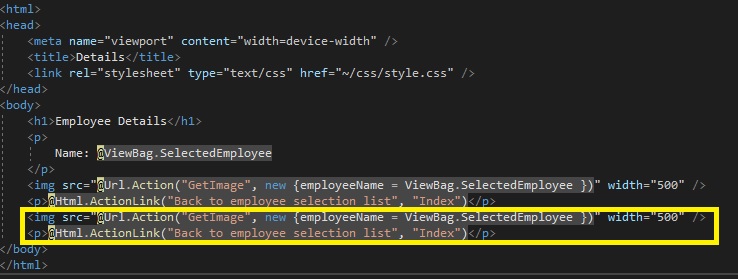 <html>
<head>
<meta name="viewport" content="width=device-width" />
<title>Details</title>
<link rel="stylesheet" type="text/css" href="~/css/style.css" />
</head>
<body>
<h1>Employee Details</h1>
<p>
Name: @ViewBag.SelectedEmployee
</p>
<img src="@Url.Action("GetImage", new {employeeName = ViewBag.SelectedEmployee })" width="500" />
<p>@Html.ActionLink("Back to employee selection list", "Index")</p>
<img src="@Url.Action("GetImage", new {employeeName = ViewBag.SelectedEmployee })" width="500" />
<p>@Html.ActionLink("Back to employee selection list", "Index")</p>
</body>
</html>